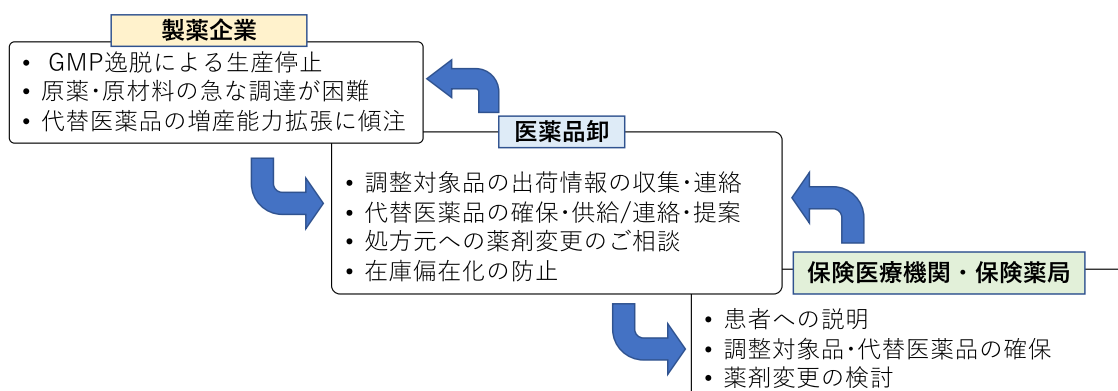 製薬企業
• GMP逸脱による生産停止
• 原薬・原材料の急な調達が困難
• 代替医薬品の増産能力拡張に傾注
医薬品卸
• 調整対象品の出荷情報の収集・連絡
• 代替医薬品の確保・供給/連絡・提案
• 処方元への薬剤変更のご相談
• 在庫偏在化の防止
保険医療機関・保険薬局
• 患者への説明
• 調整対象品・代替医薬品の確保
• 薬剤変更の検討